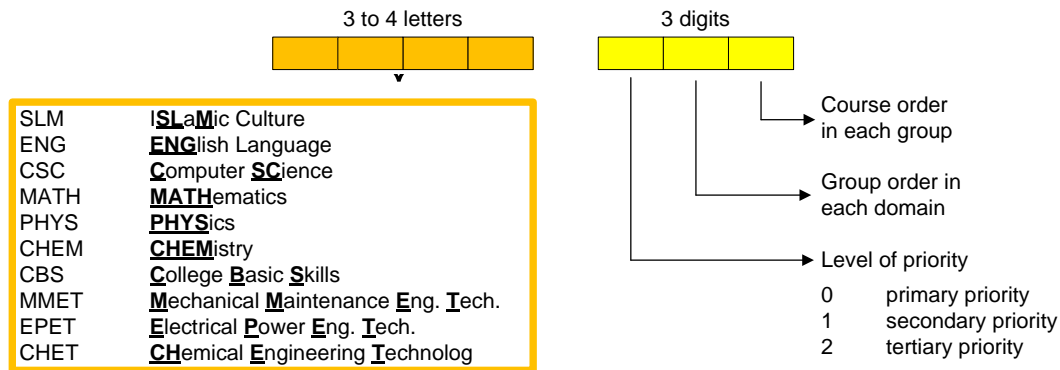 3 to 4 letters
3 digits
SLM ISLaMic Culture
ENG ENGlish Language
CSC Computer SCience
MATH MATHematics
PHYS PHYSics
CHEM CHEMistry
CBS College Basic Skills
MMET Mechanical Maintenance Eng. Tech.
EPET Electrical Power Eng. Tech.
CHET CHemical Engineering Technolog
Course order
in each group
Group order in
each domain
Level of priority
0 primary priority
1 secondary priority
2 tertiary priority